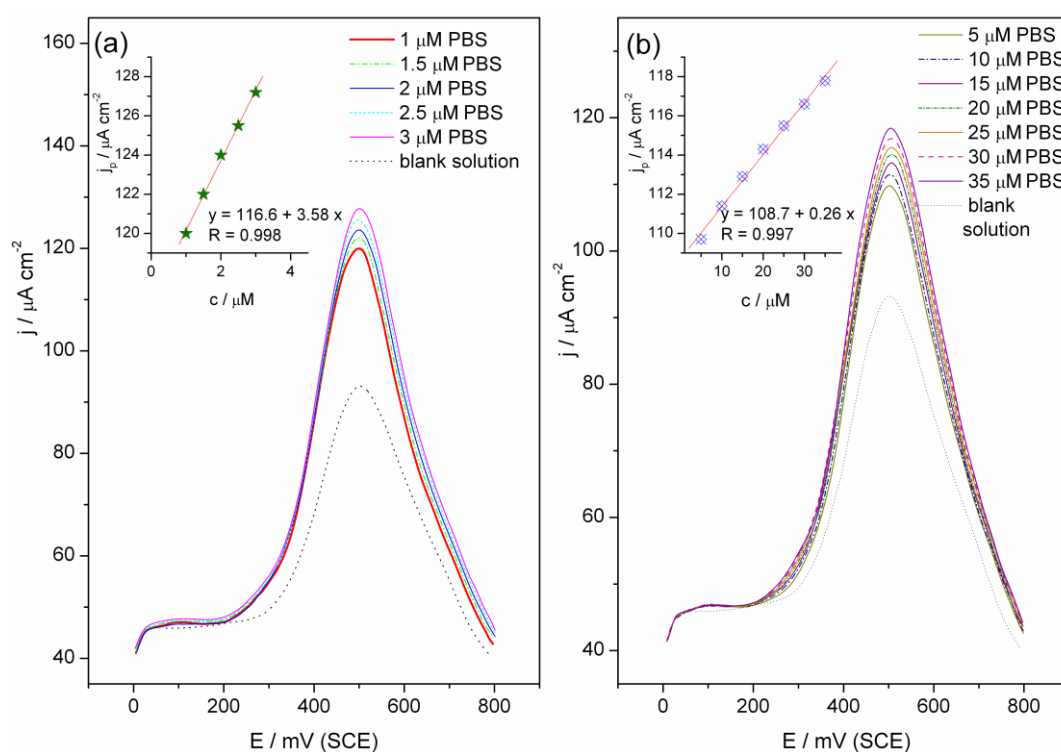 (a)
1 μM PBS
1.5 μM PBS
2 μM PBS
2.5 μM PBS
3 μM PBS
blank solution
j / μA cm-2
160
140
120
100
80
60
40
0
200
400
600
800
E / mV (SCE)
jp / μA cm-2
128
126
124
122
120
y = 116.6 + 3.58 x
R = 0.998
0
2
4
c / μM
(b)
5 μM PBS
10 μM PBS
15 μM PBS
20 μM PBS
25 μM PBS
30 μM PBS
35 μM PBS
blank
solution
j / μA cm-2
120
100
80
60
40
0
200
400
600
800
E / mV (SCE)
jp / μA cm-2
118
116
114
112
110
y = 108.7 + 0.26 x
R = 0.997
10
20
30
c / μM